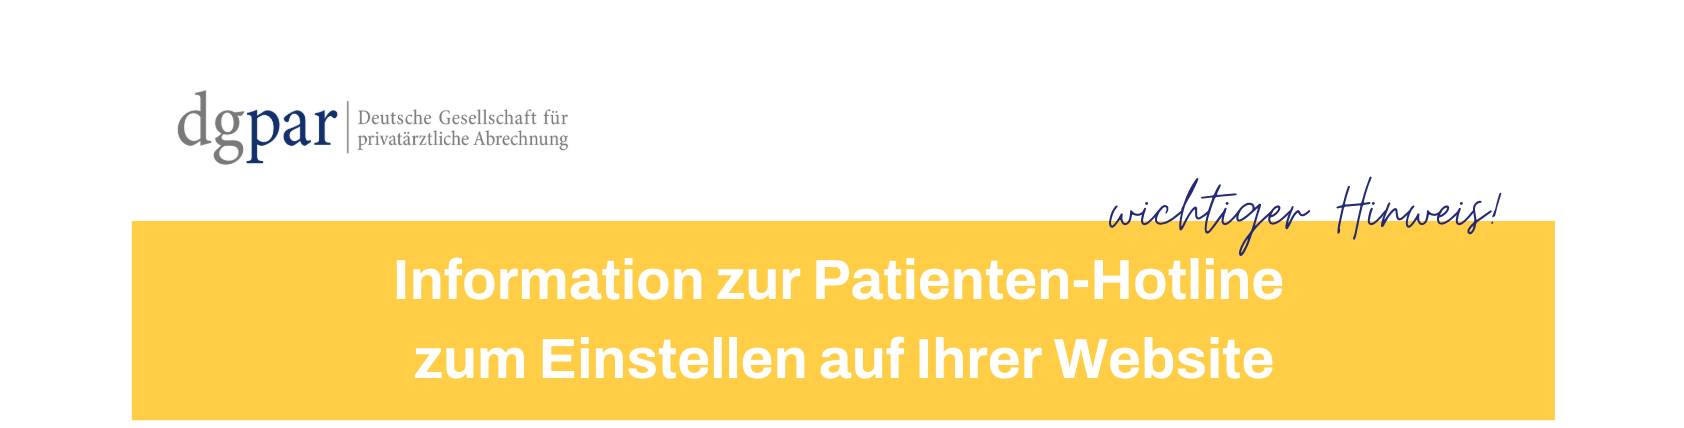 dgpar
Deutsche Gesellschaft für
privatärztliche Abrechnung
wichtiger Hinweis!
Information zur Patienten-Hotline
zum Einstellen auf Ihrer Website